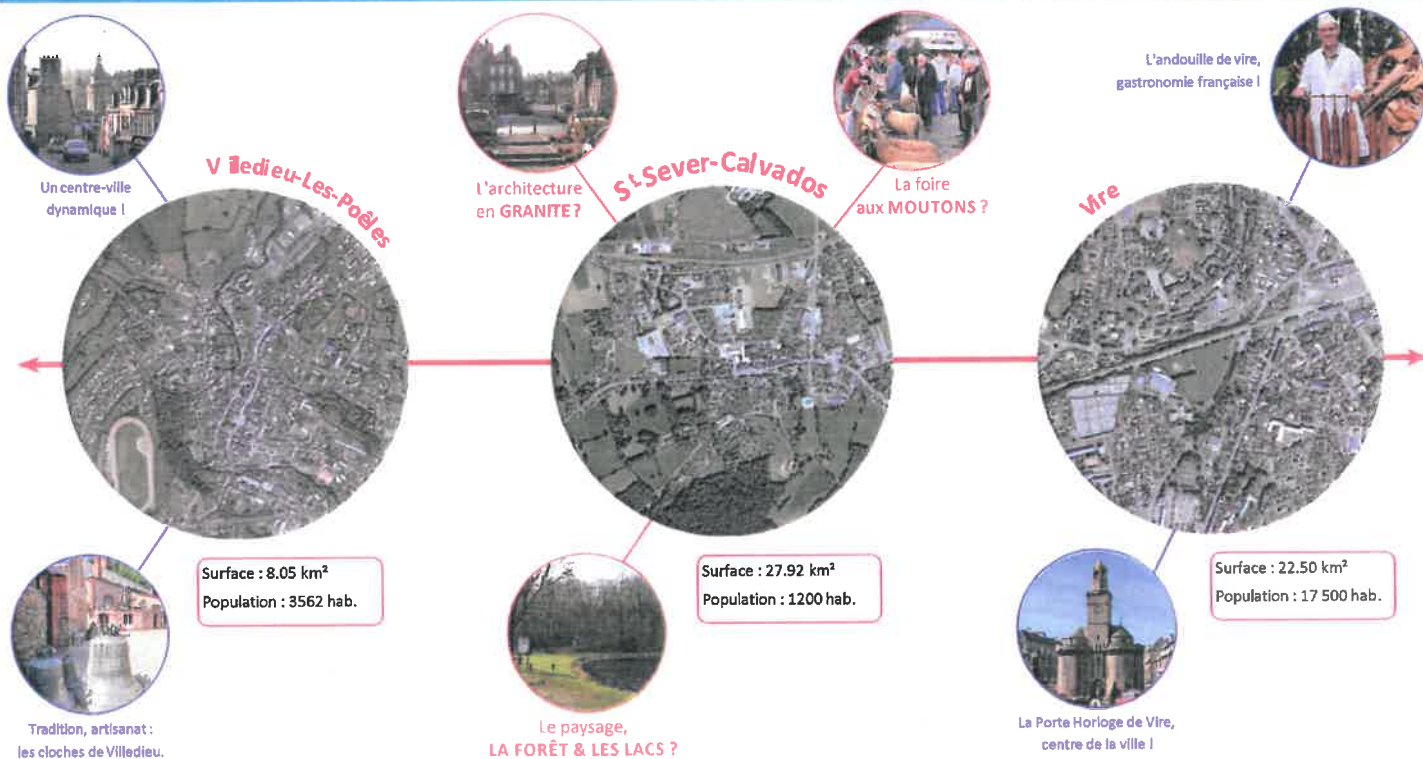 Un centre-ville
dynamique !
Villedieu-Les-Poêles
L'architecture
en GRANITE ?
St Sever-Calvados
La foire
aux MOUTONS ?
Vire
L'andouille de vire,
gastronomie française !
Surface : 8.05 km²
Population : 3562 hab.
Surface : 27.92 km²
Population : 1200 hab.
Surface : 22.50 km²
Population : 17 500 hab.
Tradition, artisanat :
les cloches de Villedieu.
Le paysage,
LA FORÊT & LES LACS ?
La Porte Horloge de Vire,
centre de la ville !